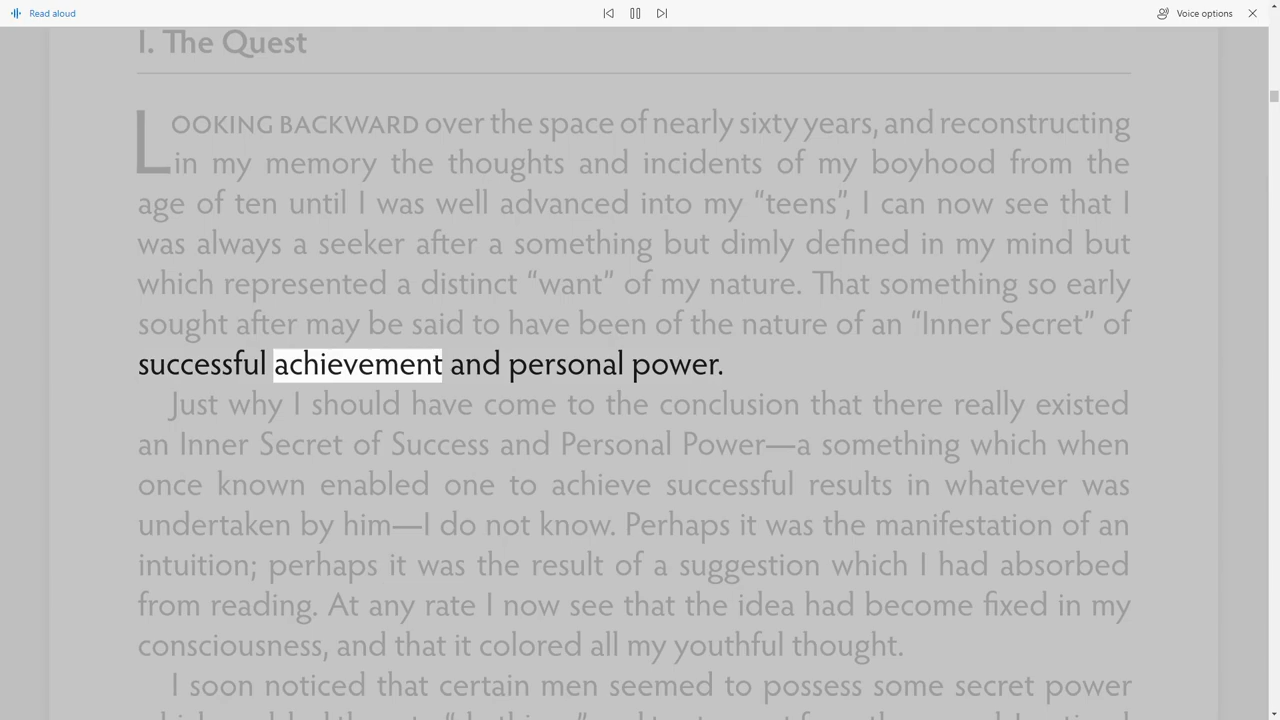 Read aloud
Voice options
I. The Quest
LOOKING BACKWARD over the space of nearly sixty years, and reconstructing
in my memory the thoughts and incidents of my boyhood from the
age of ten until I was well advanced into my “teens”, I can now see that I
was always a seeker after a something but dimly defined in my mind but
which represented a distinct “want” of my nature. That something so early
sought after may be said to have been of the nature of an “Inner Secret” of
successful achievement and personal power.
Just why I should have come to the conclusion that there really existed
an Inner Secret of Success and Personal Power—a something which when
once known enabled one to achieve successful results in whatever was
undertaken by him—I do not know. Perhaps it was the manifestation of an
intuition; perhaps it was the result of a suggestion which I had absorbed
from reading. At any rate I now see that the idea had become fixed in my
consciousness, and that it colored all my youthful thought.
I soon noticed that certain men seemed to possess some secret power